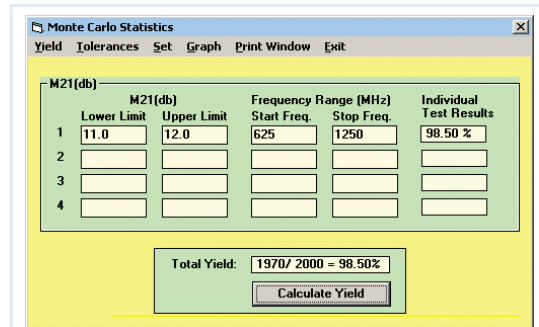 Monte Carlo Statistics
Yield Tolerances Set Graph Print Window Exit
M21(db)
M21(db) Frequency Range (MHz) Individual
Lower Limit Upper Limit Start Freq. Stop Freq. Test Results
1 11.0 12.0 625 1250 98.50 %
2
3
4
Total Yield: 1970/ 2000 = 98.50%
Calculate Yield